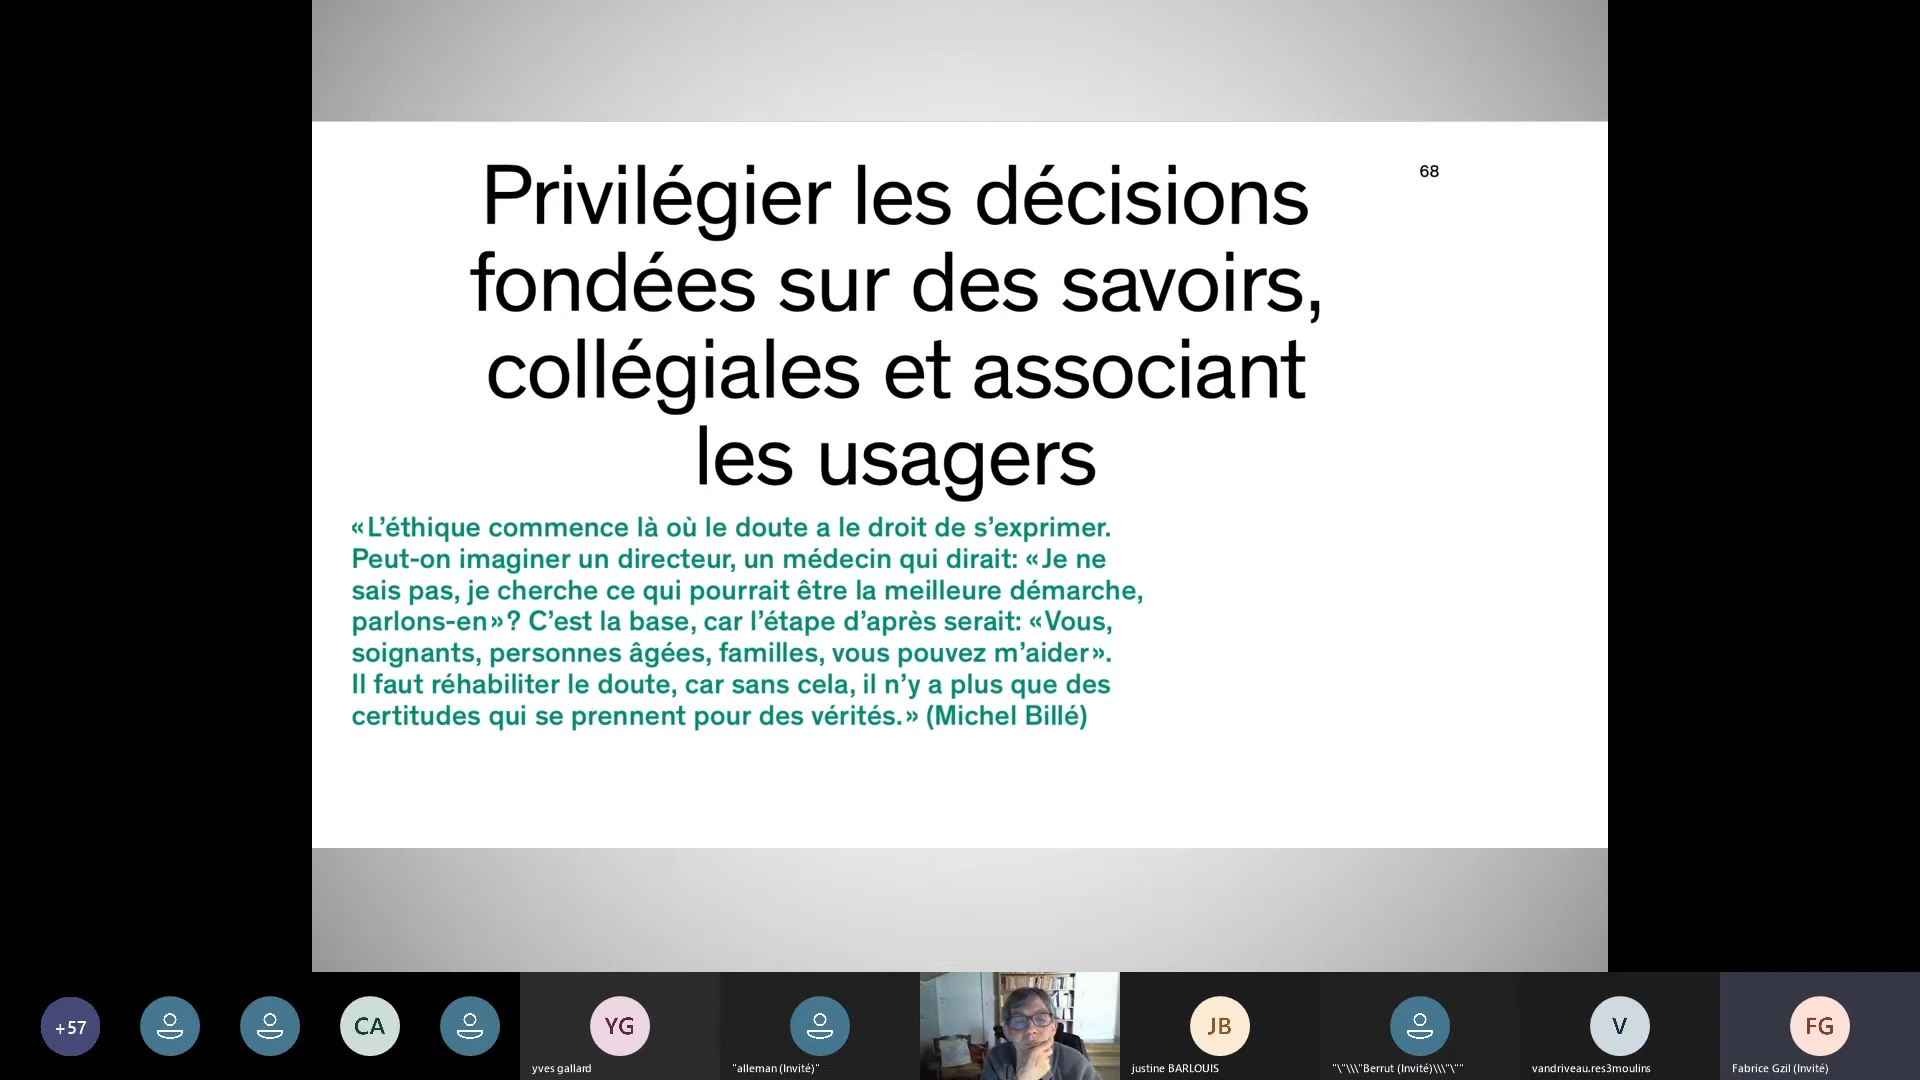 Privilégier les décisions
68
fondées sur des savoirs,
collégiales et associant
les usagers
«L’éthique commence là où le doute a le droit de s’exprimer.
Peut-on imaginer un directeur, un médecin qui dirait: «Je ne
sais pas, je cherche ce qui pourrait être la meilleure démarche,
parlons-en»? C’est la base, car l’étape d’après serait: «Vous,
soignants, personnes âgées, familles, vous pouvez m’aider».
Il faut réhabiliter le doute, car sans cela, il n’y a plus que des
certitudes qui se prennent pour des vérités.» (Michel Billé)
+57
CA
YG
JB
V
FG
yves gallard
"alleman (Invité)"
justine BARLOUIS
"\"\\\"Berrut (Invité)\\\"\""
vandriveau.res3moulins
Fabrice Gzil (Invité)